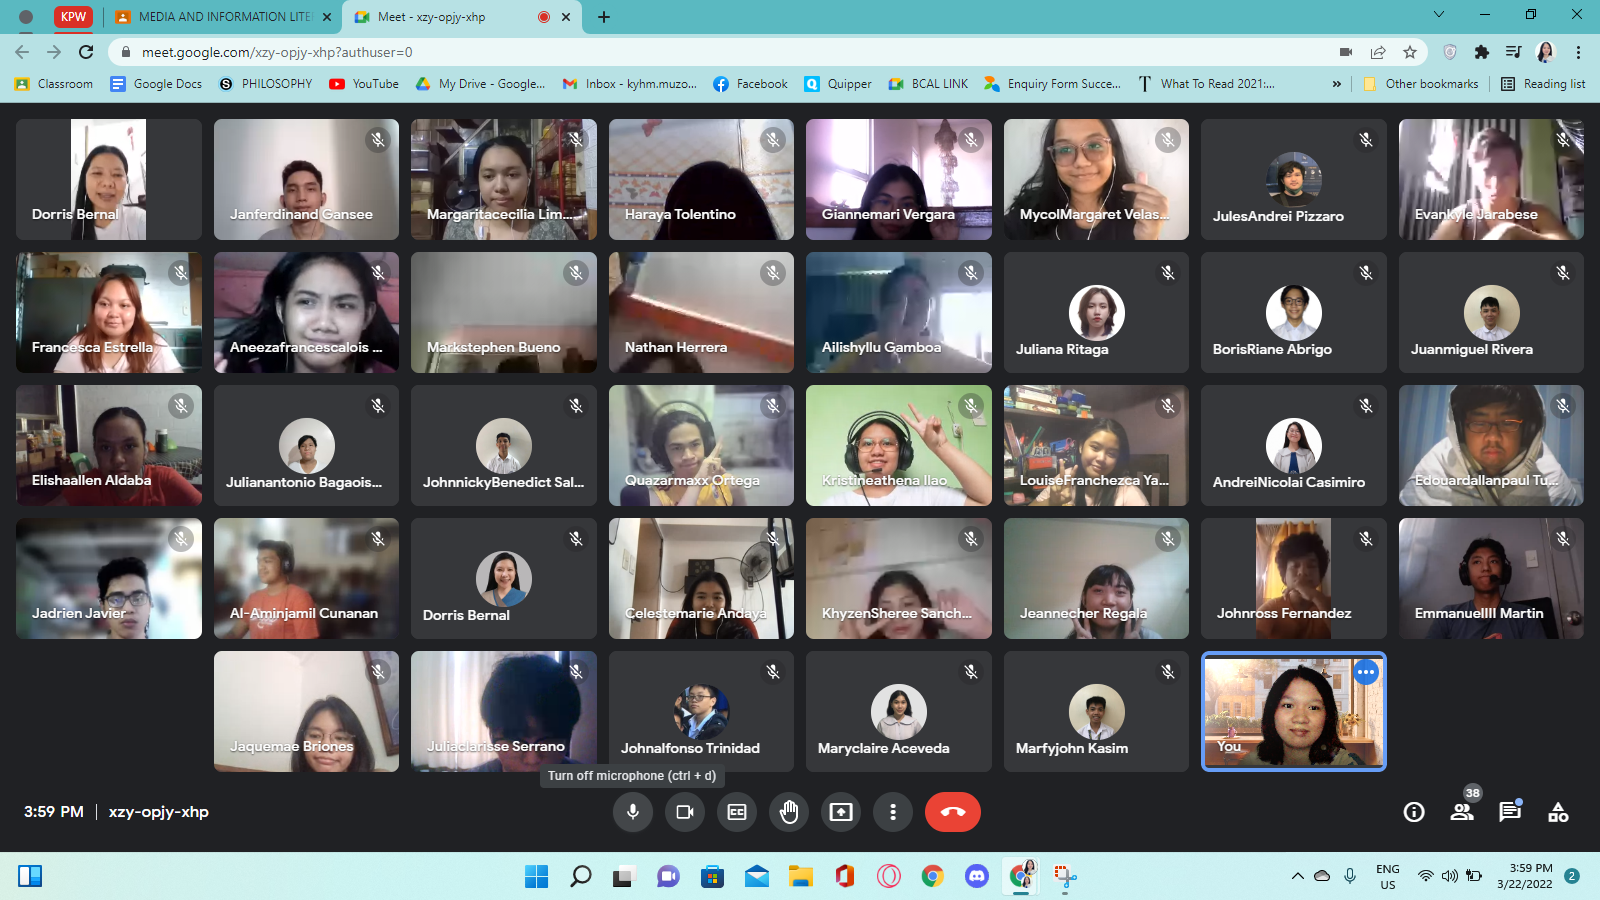 KPW
MEDIA AND INFORMATION LITE
Meet - xzy-opjy-xhp
meet.google.com/xzy-opjy-xhp?authuser=0
Classroom
Google Docs
PHILOSOPHY
YouTube
My Drive - Google...
Inbox - kyhm.muzo...
Facebook
Quipper
BCAL LINK
Enquiry Form Succe...
What To Read 2021:...
»
Other bookmarks
Reading list
Dorris Bernal
Janferdinand Gansee
Margaritacecilia Lim...
Haraya Tolentino
Giannemari Vergara
MycolMargaret Velas...
JulesAndrei Pizzaro
Evankyle Jarabese
Francesca Estrella
Aneezafrancescalois ...
Markstephen Bueno
Nathan Herrera
Ailishyllu Gamboa
Juliana Ritaga
BorisRiane Abrigo
Juanmiguel Rivera
Elishaallen Aldaba
Julianantonio Bagaois...
JohnnickyBenedict Sal...
Quazarmaxx Ortega
Kristineathena Ilao
LouiseFranchezca Ya...
AndreiNicolai Casimiro
Edouardallanpaul Tu...
Jadrien Javier
Al-Aminjamil Cunanan
Dorris Bernal
Celestemarie Andaya
KhyzenSheree Sanch...
Jeannecher Regala
Johnross Fernandez
EmmanuelIII Martin
Jaquemae Briones
Juliaclarisse Serrano
Johnalfonso Trinidad
Maryclaire Aceveda
Marfyjohn Kasim
You
Turn off microphone (ctrl + d)
3:59 PM | xzy-opjy-xhp
CC
38
ENG
US
3:59 PM
3/22/2022
2